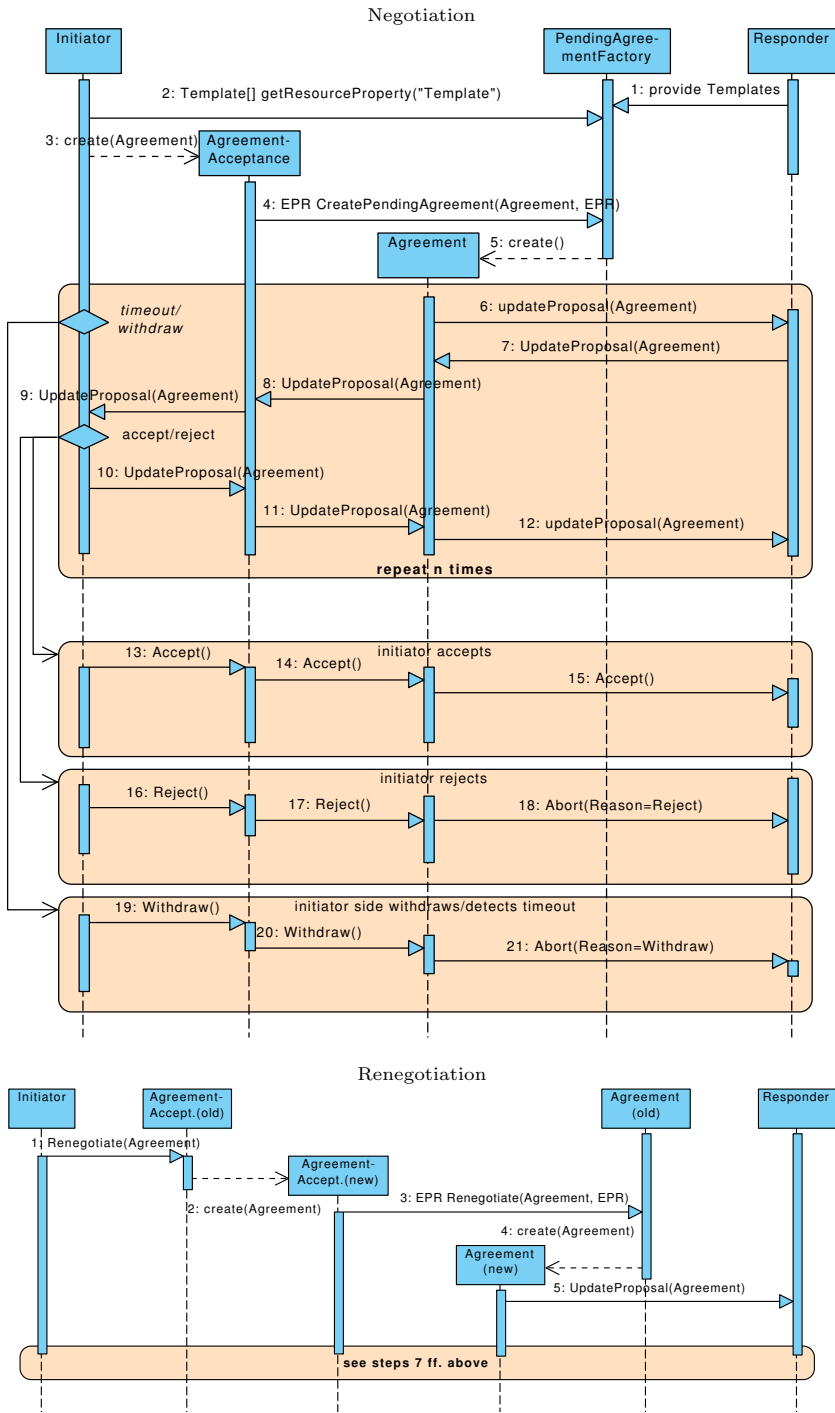 Negotiation
Initiator
PendingAgree-
mentFactory
Responder
1: provide Templates
2: Template[] getResourceProperty("Template")
3: create(Agreement)
Agreement-
Acceptance
4: EPR CreatePendingAgreement(Agreement, EPR)
Agreement
5: create()
timeout/
withdraw
6: updateProposal(Agreement)
7: UpdateProposal(Agreement)
8: UpdateProposal(Agreement)
9: UpdateProposal(Agreement)
accept/reject
10: UpdateProposal(Agreement)
11: UpdateProposal(Agreement)
12: updateProposal(Agreement)
repeat n times
initiator accepts
13: Accept()
14: Accept()
15: Accept()
initiator rejects
16: Reject()
17: Reject()
18: Abort(Reason=Reject)
initiator side withdraws/detects timeout
19: Withdraw()
20: Withdraw()
21: Abort(Reason=Withdraw)
Renegotiation
Initiator
Agreement-
Accept.(old)
Agreement
(old)
Responder
1: Renegotiate(Agreement)
Agreement-
Accept.(new)
2: create(Agreement)
3: EPR Renegotiate(Agreement, EPR)
4: create(Agreement)
Agreement
(new)
5: UpdateProposal(Agreement)
see steps 7 ff. above